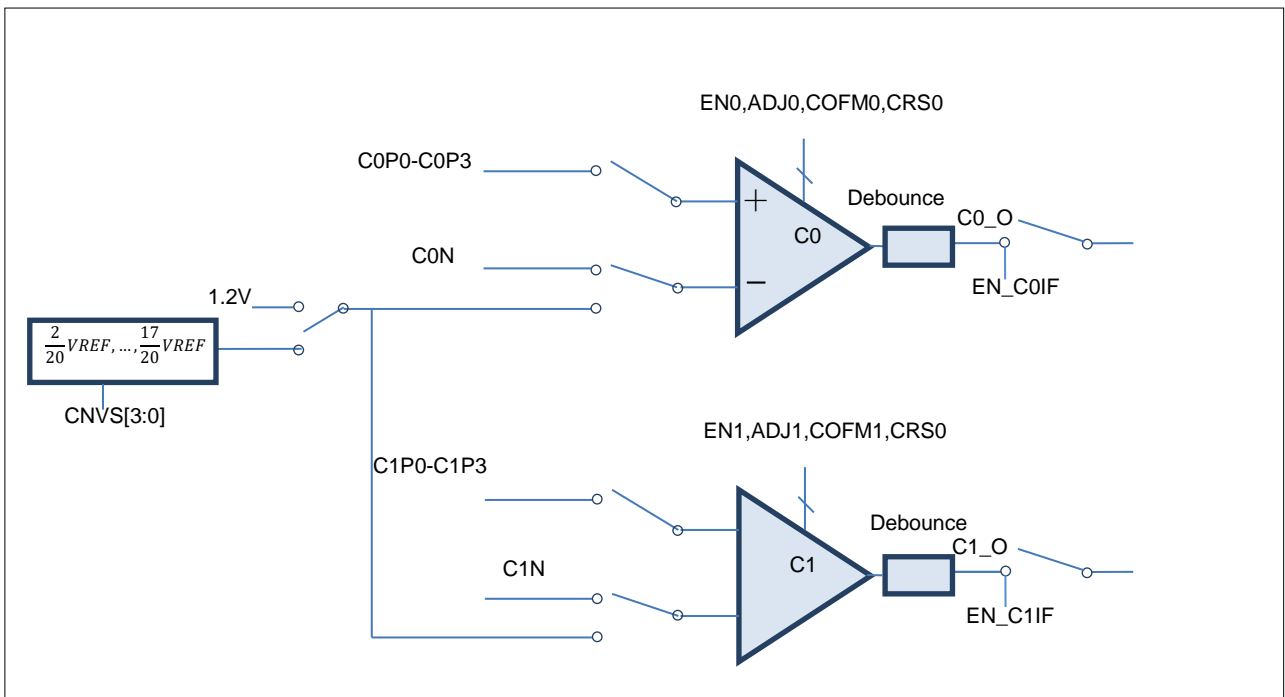 EN0,ADJ0,COFM0,CRS0
C0P0-C0P3
Debounce
+
C0
C0_O
C0N
−
EN_C0IF
1.2V
2/20 VREF, ..., 17/20 VREF
CNVS[3:0]
EN1,ADJ1,COFM1,CRS0
C1P0-C1P3
Debounce
C1_O
C1N
C1
EN_C1IF